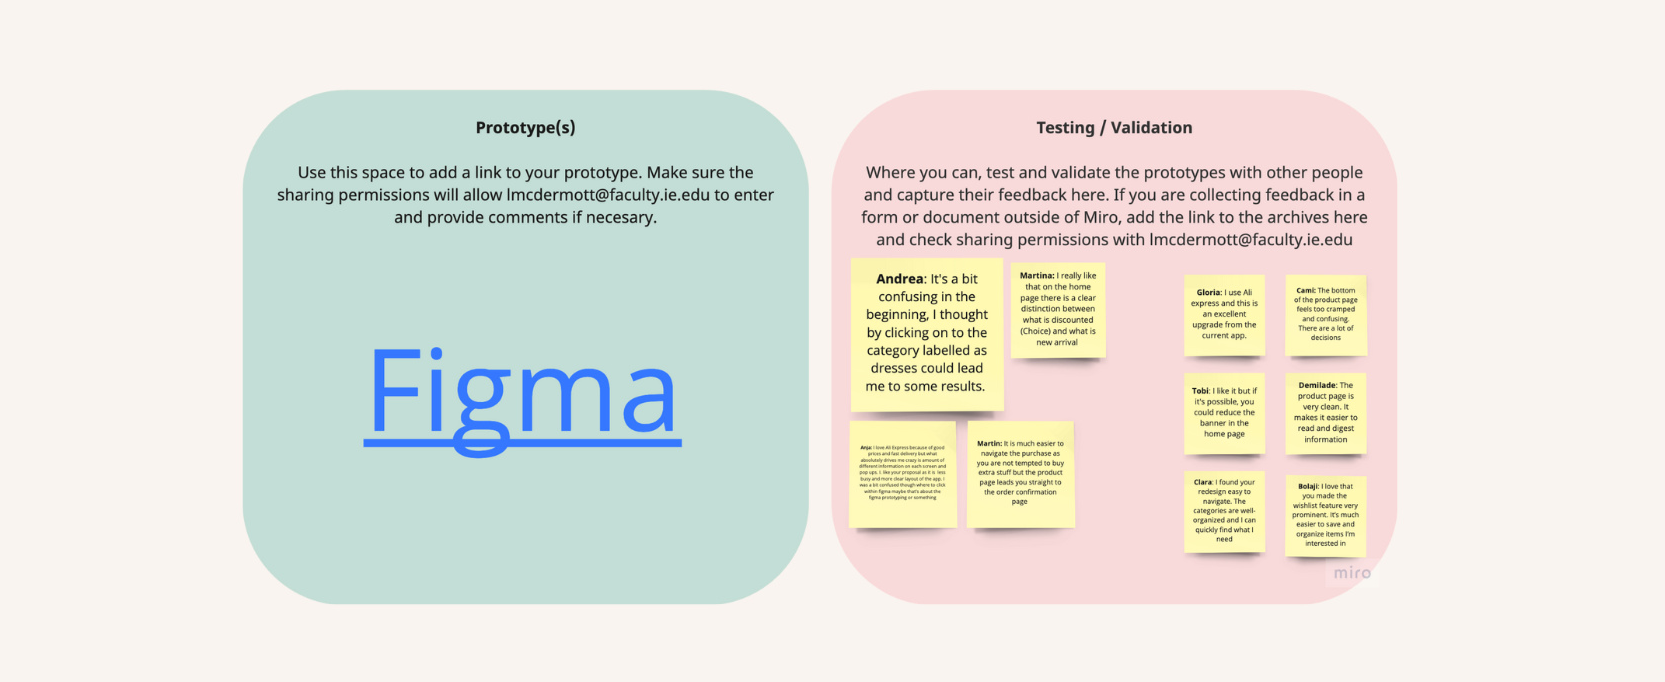 Prototype(s)
Use this space to add a link to your prototype. Make sure the
sharing permissions will allow lmcdermott@faculty.ie.edu to enter
and provide comments if necesary.
Figma
Testing / Validation
Where you can, test and validate the prototypes with other people
and capture their feedback here. If you are collecting feedback in a
form or document outside of Miro, add the link to the archives here
and check sharing permissions with lmcdermott@faculty.ie.edu
Andrea: It's a bit
confusing in the
beginning, I thought
by clicking on to the
category labelled as
dresses could lead
me to some results.
Martina: I really like
that on the home
page there is a clear
distinction between
what is discounted
(Choice) and what is
new arrival
Anja: I love Ali Express because of good
prices and fast delivery but what
absolutely drives me crazy is amount of
different information on each screen and
pop ups. I. like your proposal as it is less
busy and more clear layout of the app. I
was a bit confused though where to click
within figma maybe that's about the
figma prototyping or something
Martin: It is much easier to
navigate the purchase as
you are not tempted to buy
extra stuff but the product
page leads you straight to
the order confirmation
page
Gloria: I use Ali
express and this is
an excellent
upgrade from the
current app.
Cami: The bottom
of the product page
feels too cramped
and confusing.
There are a lot of
decisions
Tobi: I like it but if
it's possible, you
could reduce the
banner in the
home page
Demilade: The
product page is
very clean. It
makes it easier to
read and digest
information
Clara: I found your
redesign easy to
navigate. The
categories are well-
organized and I can
quickly find what I
need
Bolaji: I love that
you made the
wishlist feature very
prominent. It's much
easier to save and
organize items I'm
interested in
miro